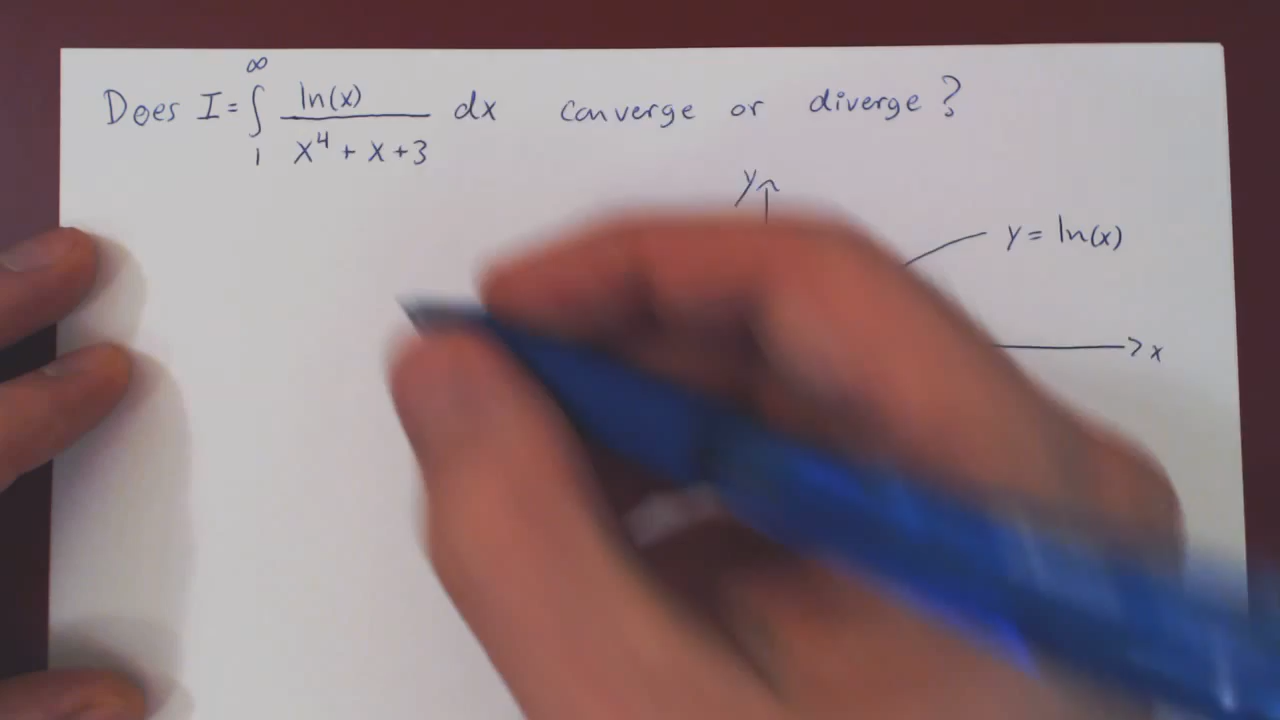 Does I = ∫₁^∞ ln(x) / (x⁴ + x + 3) dx converge or diverge?
y
y = ln(x)
x